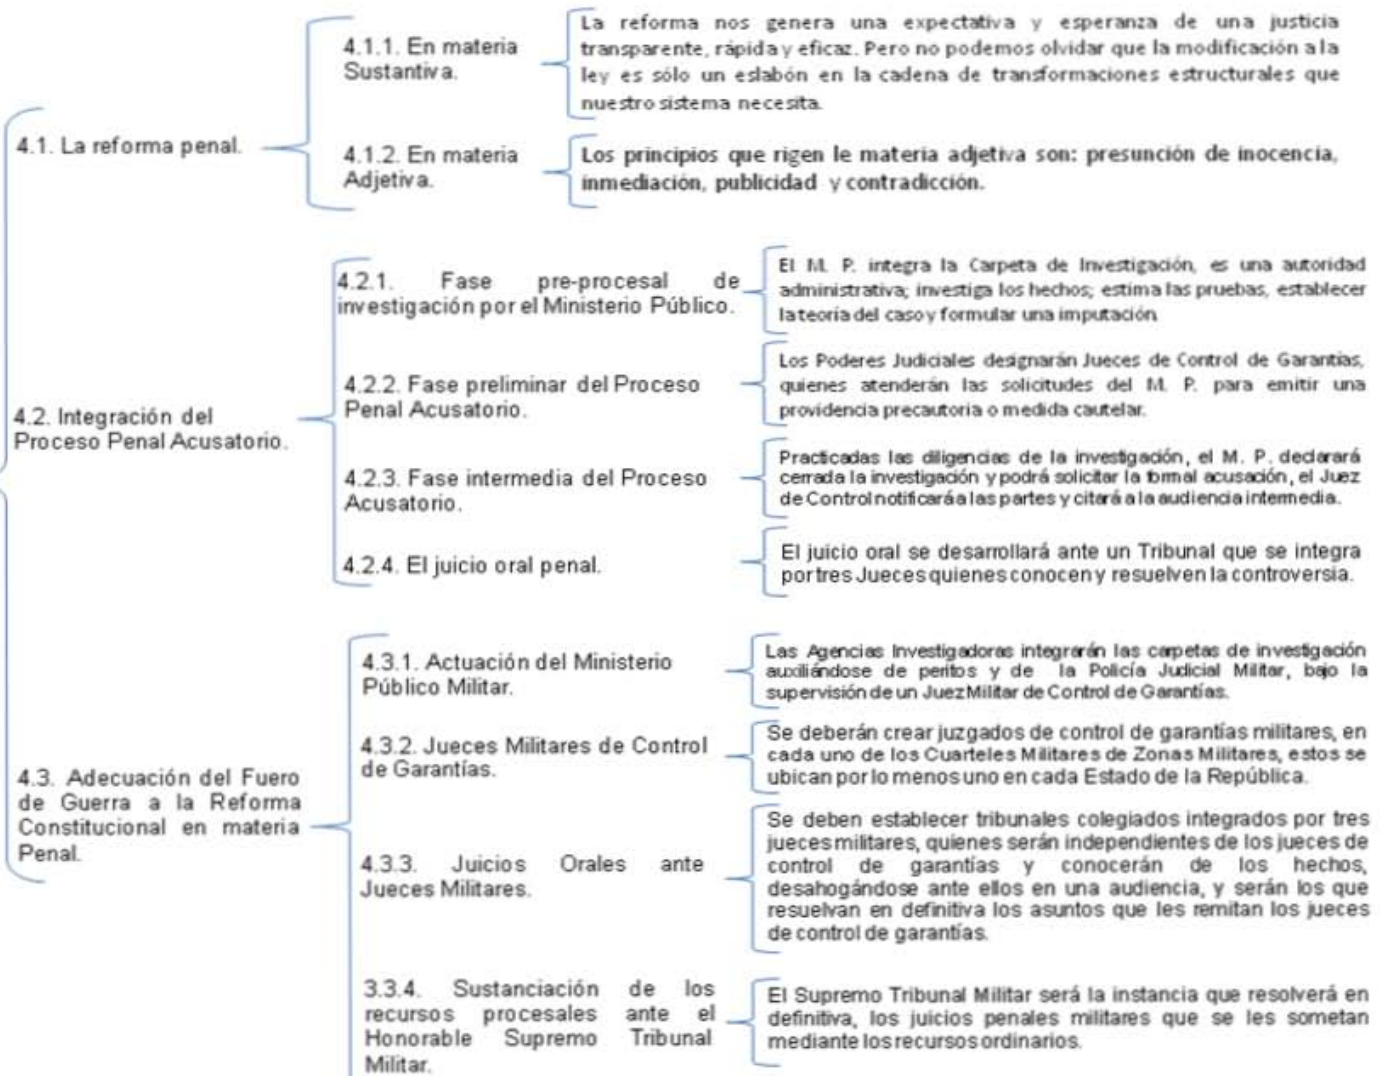 4.1. La reforma penal.
4.1.1. En materia
Sustantiva.
La reforma nos genera una expectativa y esperanza de una justicia
transparente, rápida y eficaz. Pero no podemos olvidar que la modificación a la
ley es sólo un eslabón en la cadena de transformaciones estructurales que
nuestro sistema necesita.
4.1.2. En materia
Adjetiva.
Los principios que rigen le materia adjetiva son: presunción de inocencia,
inmediación, publicidad y contradicción.
4.2. Integración del
Proceso Penal Acusatorio.
4.2.1. Fase pre-procesal de
investigación por el Ministerio Público.
El M. P. integra la Carpeta de Investigación, es una autoridad
administrativa; investiga los hechos; estima las pruebas, establecer
la teoría del caso y formular una imputación
4.2.2. Fase preliminar del Proceso
Penal Acusatorio.
Los Poderes Judiciales designarán Jueces de Control de Garantías,
quienes atenderán las solicitudes del M. P. para emitir una
providencia precautoria o medida cautelar.
4.2.3. Fase intermedia del Proceso
Acusatorio.
Practicadas las diligencias de la investigación, el M. P. declarará
cerrada la investigación y podrá solicitar la formal acusación, el Juez
de Control notificará a las partes y citará a la audiencia intermedia.
4.2.4. El juicio oral penal.
El juicio oral se desarrollará ante un Tribunal que se integra
por tres Jueces quienes conocen y resuelven la controversia.
4.3. Adecuación del Fuero
de Guerra a la Reforma
Constitucional en materia
Penal.
4.3.1. Actuación del Ministerio
Público Militar.
Las Agencias Investigadoras integrarán las carpetas de investigación
auxiliándose de peritos y de la Policía Judicial Militar, bajo la
supervisión de un Juez Militar de Control de Garantías.
4.3.2. Jueces Militares de Control
de Garantías.
Se deberán crear juzgados de control de garantías militares, en
cada uno de los Cuarteles Militares de Zonas Militares, estos se
ubican por lo menos uno en cada Estado de la República.
4.3.3. Juicios Orales ante
Jueces Militares.
Se deben establecer tribunales colegiados integrados por tres
jueces militares, quienes serán independientes de los jueces de
control de garantías y conocerán de los hechos,
desahogándose ante ellos en una audiencia, y serán los que
resuelvan en definitiva los asuntos que les remitan los jueces
de control de garantías.
3.3.4. Sustanciación de los
recursos procesales ante el
Honorable Supremo Tribunal
Militar.
El Supremo Tribunal Militar será la instancia que resolverá en
definitiva, los juicios penales militares que se les sometan
mediante los recursos ordinarios.